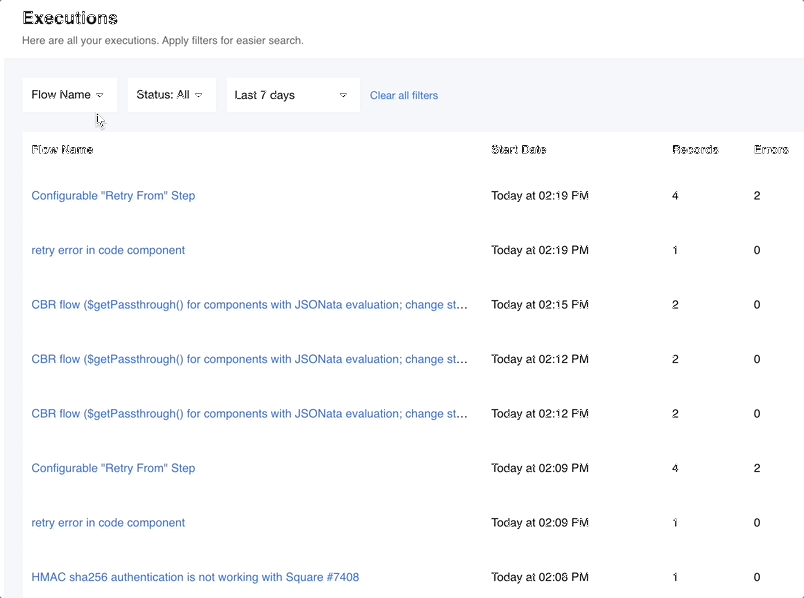 Executions
Here are all your executions. Apply filters for easier search.
Flow Name Status: All Last 7 days Clear all filters
Flow Name Start Date Records Errors
Configurable "Retry From" Step Today at 02:19 PM 4 2
retry error in code component Today at 02:19 PM 1 0
CBR flow ($getPassthrough() for components with JSONata evaluation; change st... Today at 02:15 PM 2 0
CBR flow ($getPassthrough() for components with JSONata evaluation; change st... Today at 02:12 PM 2 0
CBR flow ($getPassthrough() for components with JSONata evaluation; change st... Today at 02:12 PM 2 0
Configurable "Retry From" Step Today at 02:09 PM 4 2
retry error in code component Today at 02:09 PM 1 0
HMAC sha256 authentication is not working with Square #7408 Today at 02:08 PM 1 0